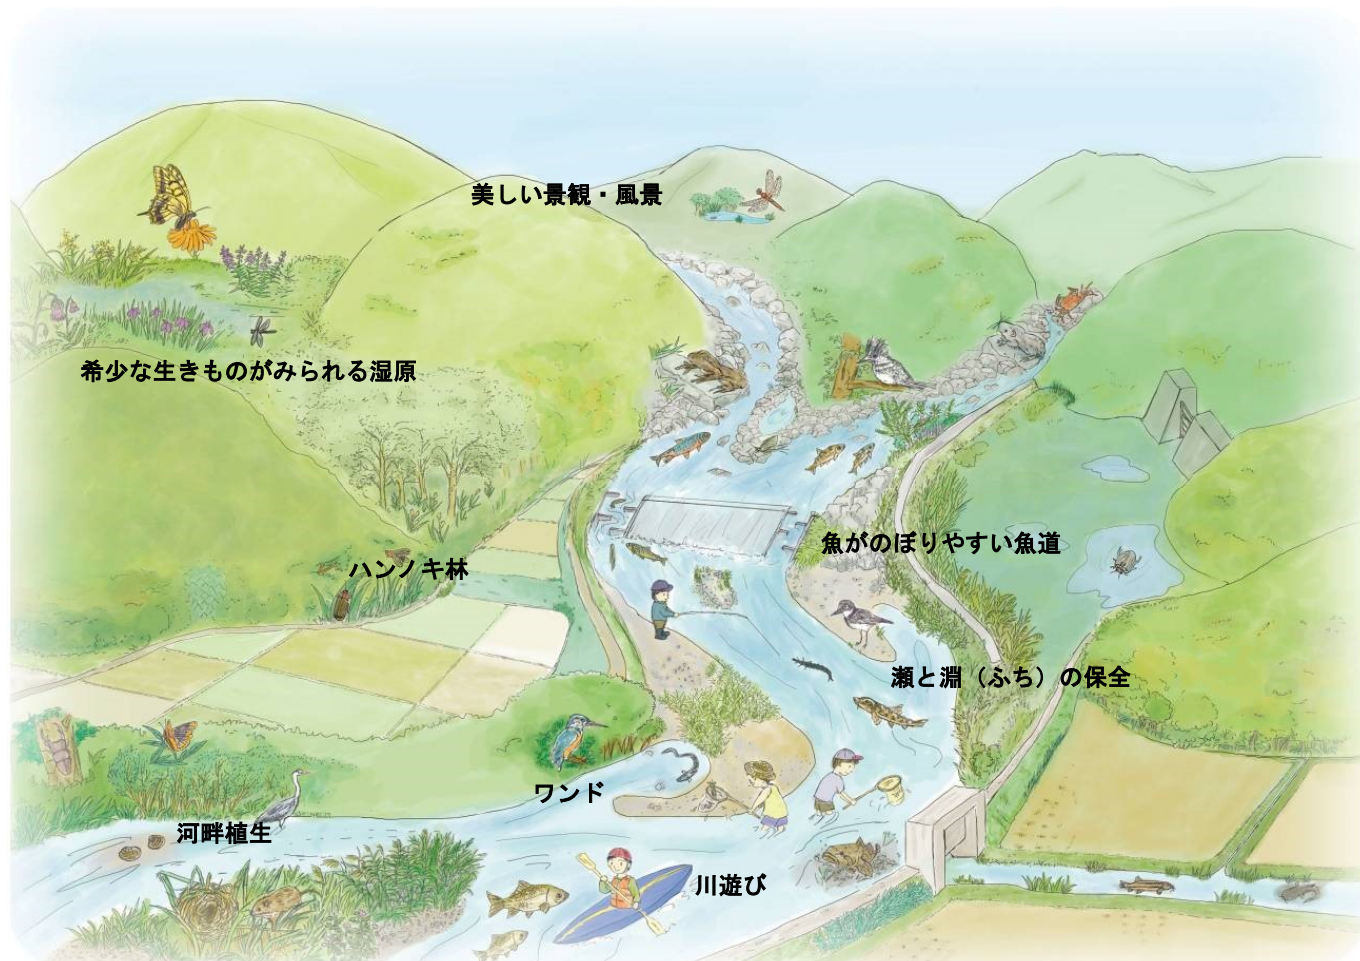 美しい景観・風景
希少な生きものがみられる湿原
魚がのぼりやすい魚道
ハンノキ林
瀬と淵（ふち）の保全
ワンド
河畔植生
川遊び